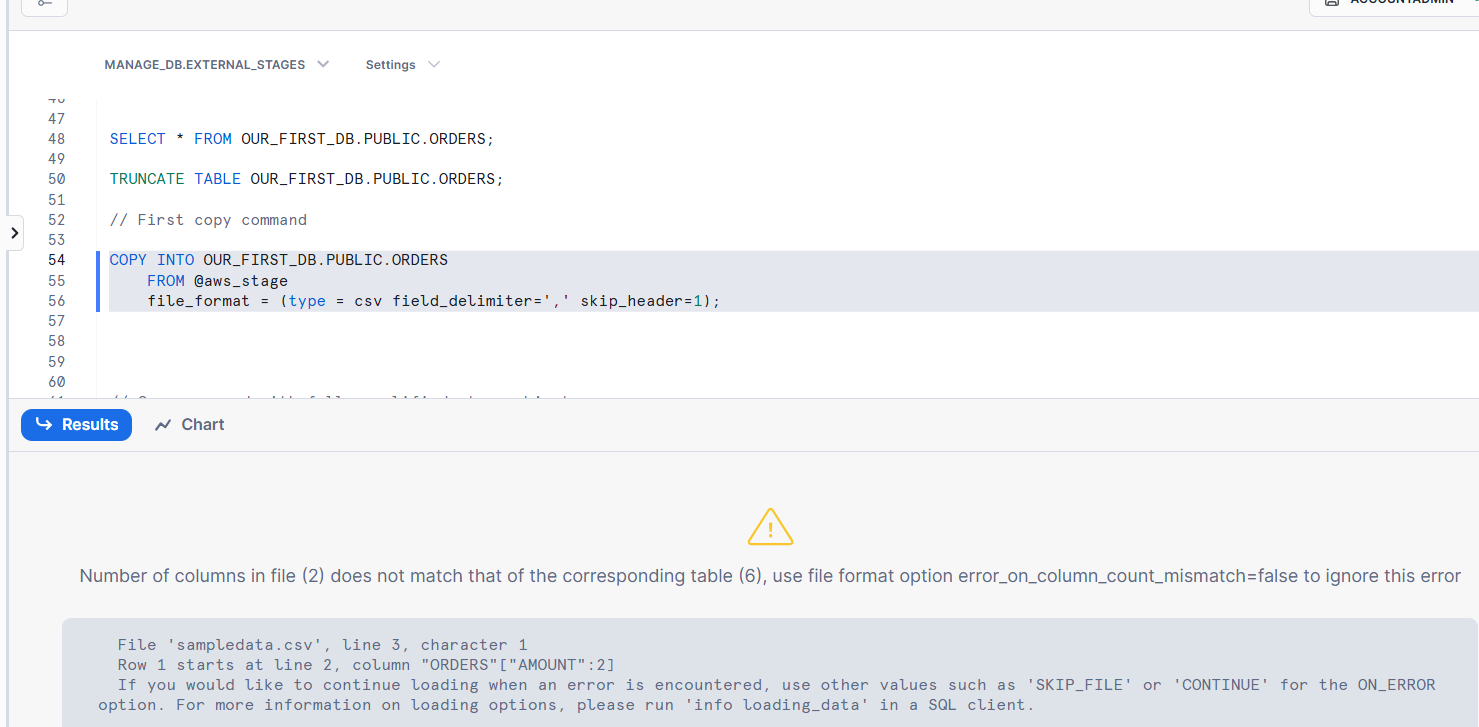 ACCOUNTADMIN
MANAGE_DB.EXTERNAL_STAGES Settings
46
47
48 SELECT * FROM OUR_FIRST_DB.PUBLIC.ORDERS;
49
50 TRUNCATE TABLE OUR_FIRST_DB.PUBLIC.ORDERS;
51
52 // First copy command
53
54 COPY INTO OUR_FIRST_DB.PUBLIC.ORDERS
55 FROM @aws_stage
56 file_format = (type = csv field_delimiter=',' skip_header=1);
57
58
59
60
Results Chart
Number of columns in file (2) does not match that of the corresponding table (6), use file format option error_on_column_count_mismatch=false to ignore this error
File 'sampledata.csv', line 3, character 1
Row 1 starts at line 2, column "ORDERS"["AMOUNT":2]
If you would like to continue loading when an error is encountered, use other values such as 'SKIP_FILE' or 'CONTINUE' for the ON_ERROR
option. For more information on loading options, please run 'info loading_data' in a SQL client.